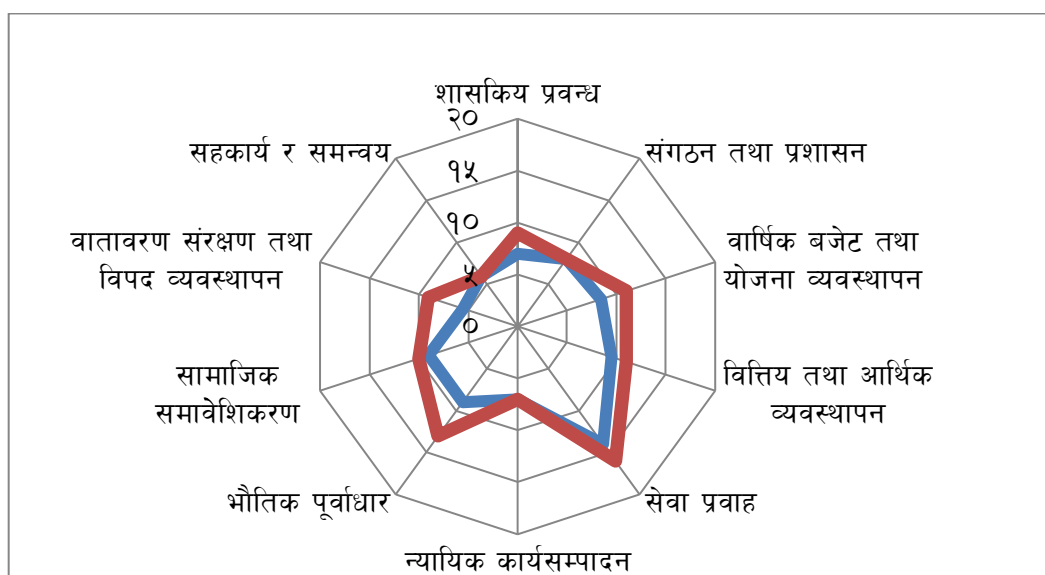 शासकिय प्रवन्ध
२०
१५
१०
५
०
संगठन तथा प्रशासन
वार्षिक बजेट तथा
योजना व्यवस्थापन
वित्तिय तथा आर्थिक
व्यवस्थापन
सेवा प्रवाह
न्यायिक कार्यसम्पादन
भौतिक पूर्वाधार
सामाजिक
समावेशिकरण
वातावरण संरक्षण तथा
विपद व्यवस्थापन
सहकार्य र समन्वय